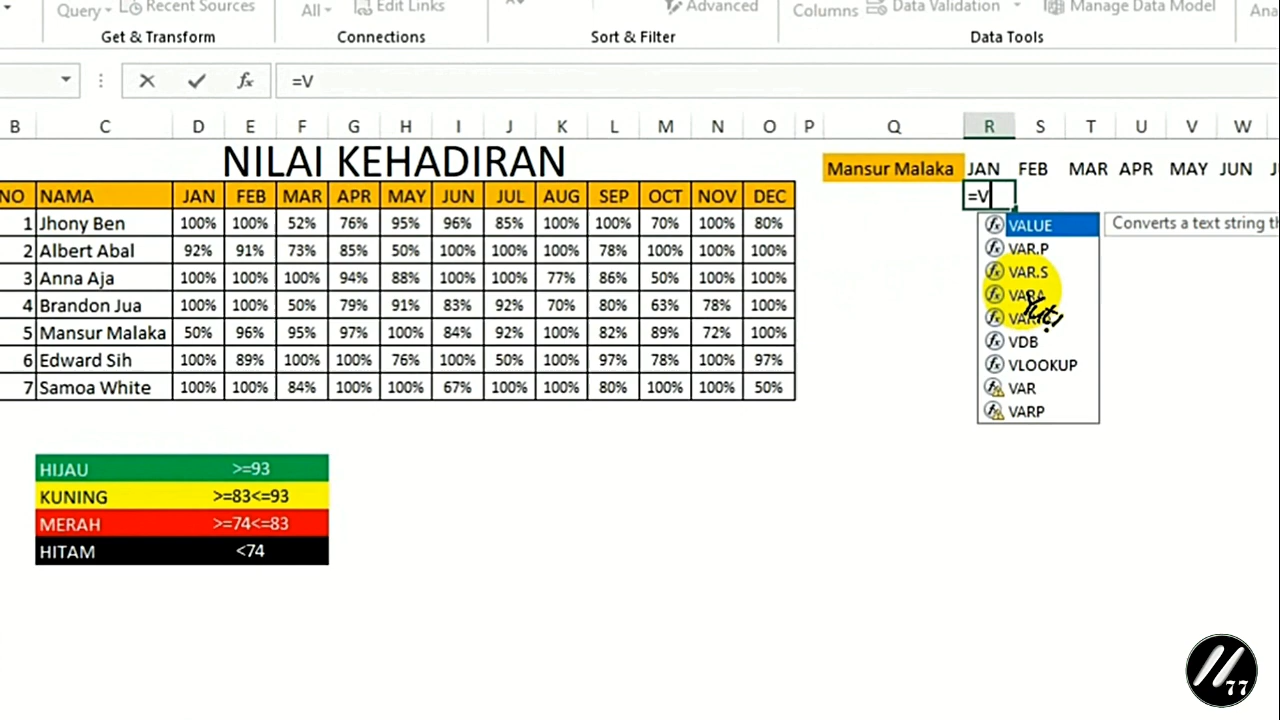 Query Recent Sources All Edit Links Advanced Columns Data Validation Manage Data Model Ana
Get & Transform Connections Sort & Filter Data Tools
fx =V
B C D E F G H I J K L M N O P Q R S T U V W
NILAI KEHADIRAN
Mansur Malaka JAN FEB MAR APR MAY JUN J
NO NAMA JAN FEB MAR APR MAY JUN JUL AUG SEP OCT NOV DEC
=V
1 Jhony Ben 100% 100% 52% 76% 95% 96% 85% 100% 100% 70% 100% 80%
2 Albert Abal 92% 91% 73% 85% 50% 100% 100% 100% 78% 100% 100% 100%
3 Anna Aja 100% 100% 100% 94% 88% 100% 100% 77% 86% 50% 100% 100%
4 Brandon Jua 100% 100% 50% 79% 91% 83% 92% 70% 80% 63% 78% 100%
5 Mansur Malaka 50% 96% 95% 97% 100% 84% 92% 100% 82% 89% 72% 100%
6 Edward Sih 100% 89% 100% 100% 76% 100% 50% 100% 97% 78% 100% 97%
7 Samoa White 100% 100% 84% 100% 100% 67% 100% 100% 80% 100% 100% 50%
VALUE
Converts a text string th
VAR.P
VAR.S
VARA
VDB
VLOOKUP
VAR
VARP
HIJAU >=93
KUNING >=83<=93
MERAH >=74<=83
HITAM <74
77